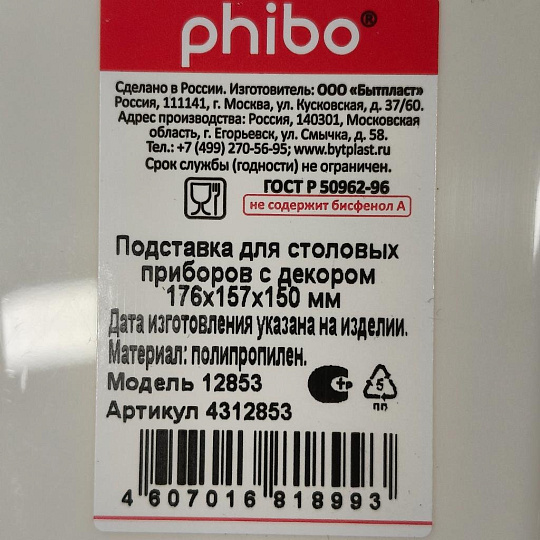 phibo®
Сделано в России. Изготовитель: ООО «Бытпласт»
Россия, 111141, г. Москва, ул. Кусковская, д. 37/60.
Адрес производства: Россия, 140301, Московская
область, г. Егорьевск, ул. Смычка, д. 58.
Тел.: +7 (499) 270-56-95; www.bytplast.ru
Срок службы (годности) не ограничен.
ГОСТ Р 50962-96
не содержит бисфенол А
Подставка для столовых
приборов с декором
176х157х150 мм
Дата изготовления указана на изделии.
Материал: полипропилен.
Модель 12853
Артикул 4312853
5
ПП
4 607016 818993